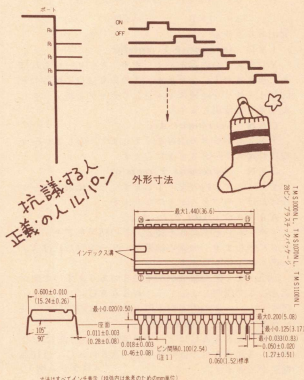 ポート
R₀
R₁
R₂
R₃
R₄
ON
OFF
抗議する人
正義の人ルパン
外形寸法
最大1.440(36.6)
インデックス溝
TMS1000NL, TMS1070NL, TMS1100NL
28ピン プラスチックパッケージ
0.600±0.010
(15.24±0.26)
105°
90°
最小0.020(0.50)
座面
0.011±0.003
(0.28±0.08)
0.018±0.003
(0.46±0.08)
ピン間隔0.100(2.54)
(注1)
0.060(1.52)標準
最大0.200(5.08)
最小0.125(3.17)
最小0.033(0.83)
0.050±0.020
(1.27±0.51)